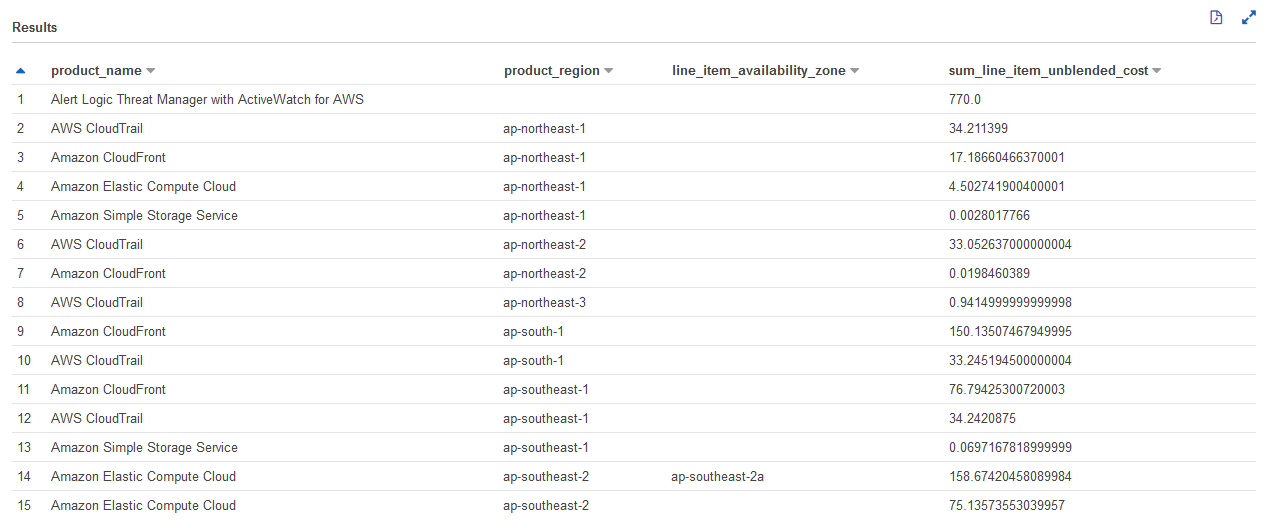 Results
product_name product_region line_item_availability_zone sum_line_item_unblended_cost
1 Alert Logic Threat Manager with ActiveWatch for AWS 770.0
2 AWS CloudTrail ap-northeast-1 34.211399
3 Amazon CloudFront ap-northeast-1 17.18660466370001
4 Amazon Elastic Compute Cloud ap-northeast-1 4.502741900400001
5 Amazon Simple Storage Service ap-northeast-1 0.0028017766
6 AWS CloudTrail ap-northeast-2 33.052637000000004
7 Amazon CloudFront ap-northeast-2 0.0198460389
8 AWS CloudTrail ap-northeast-3 0.9414999999999998
9 Amazon CloudFront ap-south-1 150.13507467949995
10 AWS CloudTrail ap-south-1 33.245194500000004
11 Amazon CloudFront ap-southeast-1 76.79425300720003
12 AWS CloudTrail ap-southeast-1 34.2420875
13 Amazon Simple Storage Service ap-southeast-1 0.0697167818999999
14 Amazon Elastic Compute Cloud ap-southeast-2 ap-southeast-2a 158.67420458089984
15 Amazon Elastic Compute Cloud ap-southeast-2 75.13573553039957